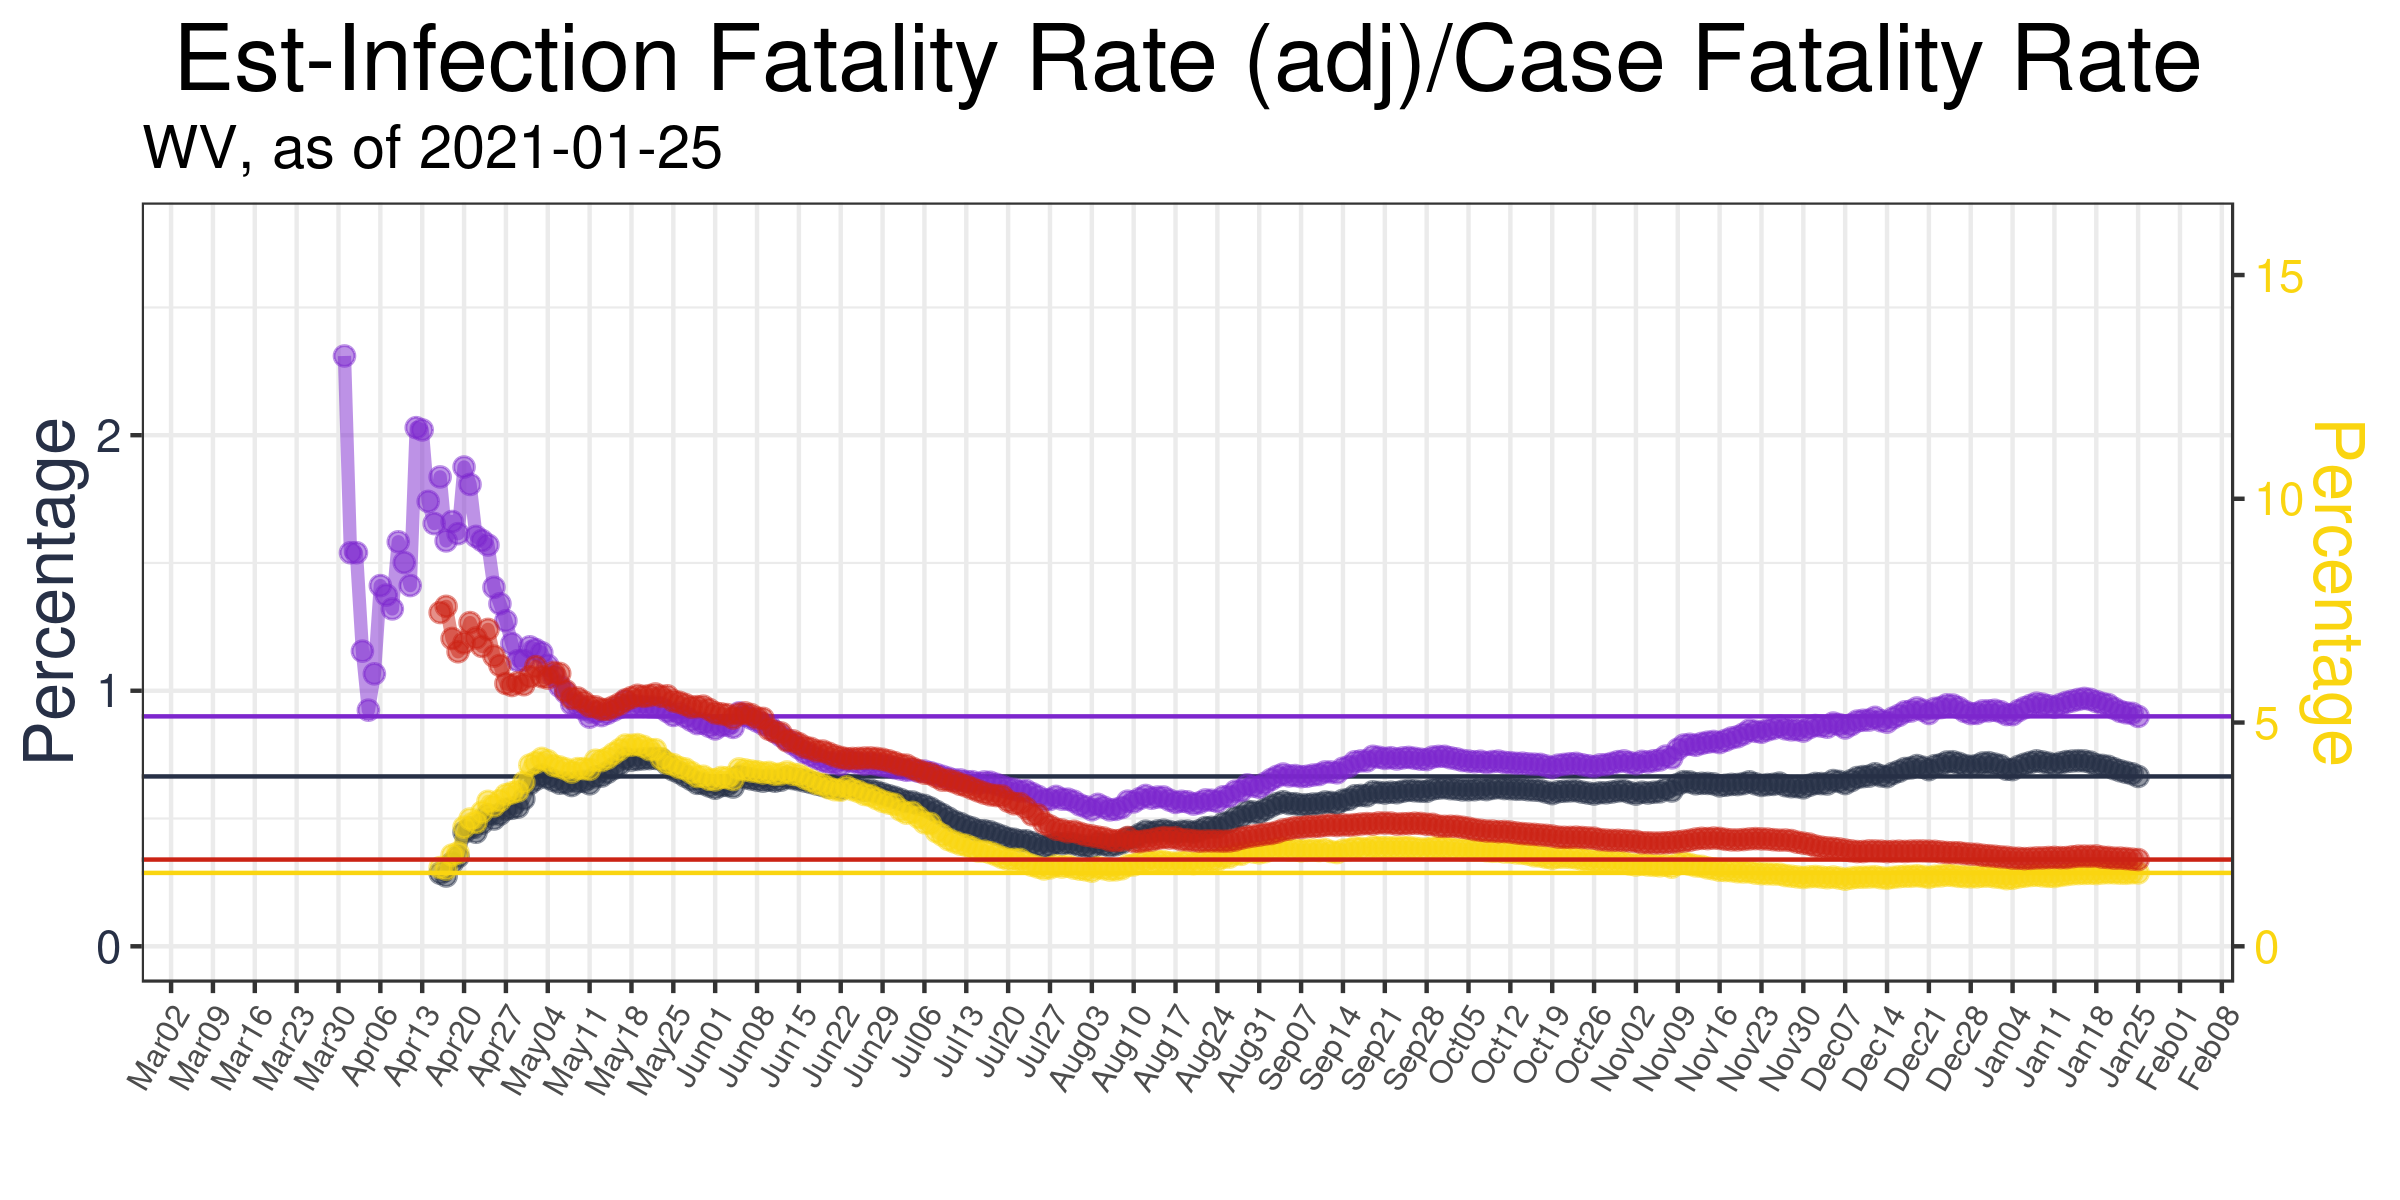 Est-Infection Fatality Rate (adj)/Case Fatality Rate
WV, as of 2021-01-25
Percentage
2
1
0
15
10
5
0
Percentage
Mar02
Mar09
Mar16
Mar23
Mar30
Apr06
Apr13
Apr20
Apr27
May04
May11
May18
May25
Jun01
Jun08
Jun15
Jun22
Jun29
Jul06
Jul13
Jul20
Jul27
Aug03
Aug10
Aug17
Aug24
Aug31
Sep07
Sep14
Sep21
Sep28
Oct05
Oct12
Oct19
Oct26
Nov02
Nov09
Nov16
Nov23
Nov30
Dec07
Dec14
Dec21
Dec28
Jan04
Jan11
Jan18
Jan25
Feb01
Feb08